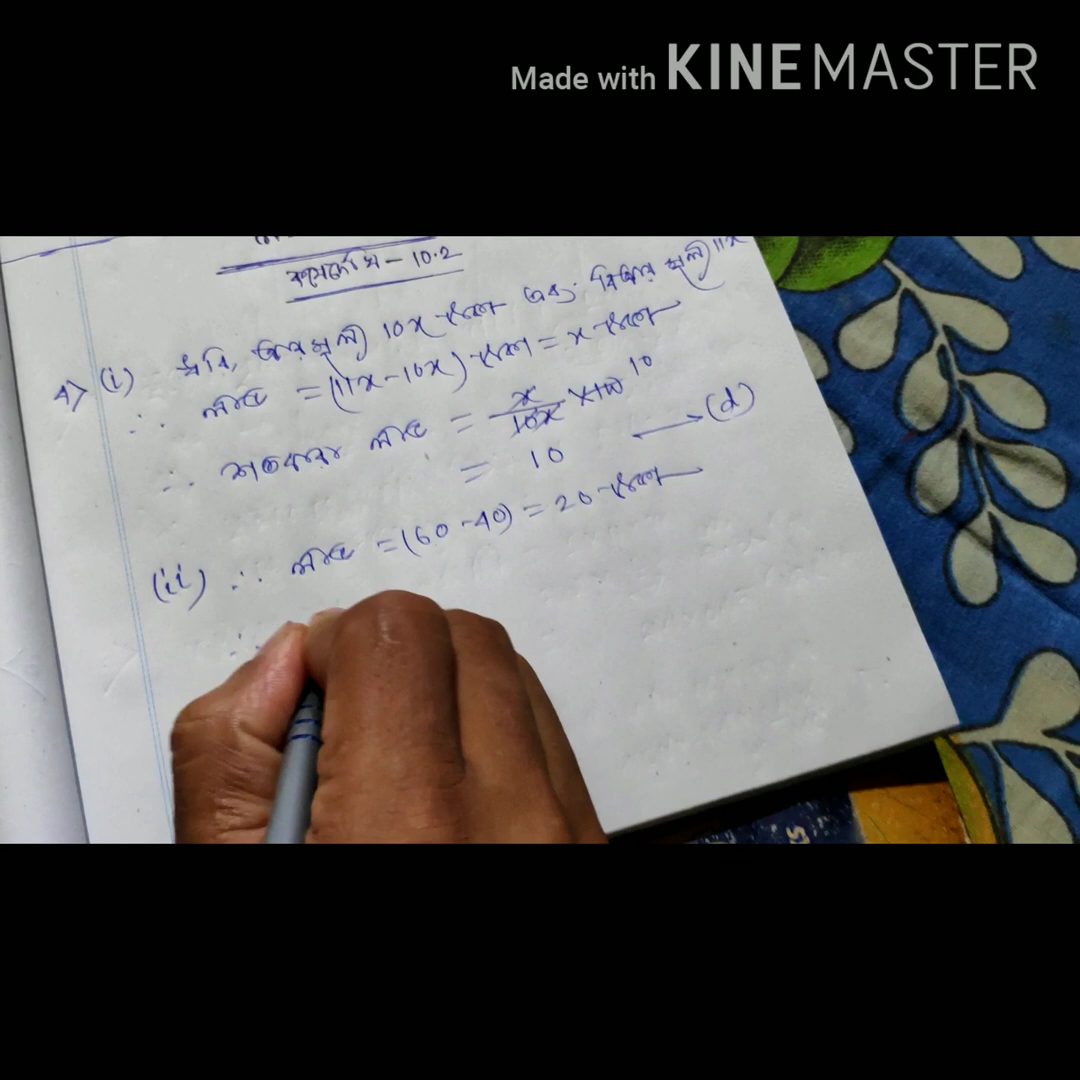 Made with KINEMASTER
কষে দেখি – 10.2
4> (i) ধরি, ক্রয়মূল্য 10x টাকা এবং বিক্রয় মূল্য 11x
∴ লাভ = (11x – 10x) টাকা = x টাকা
∴ শতকরা লাভ = x/10x × 100 10
= 10 → (d)
(ii) ∴ লাভ = (60 – 40) = 20 টাকা
∴